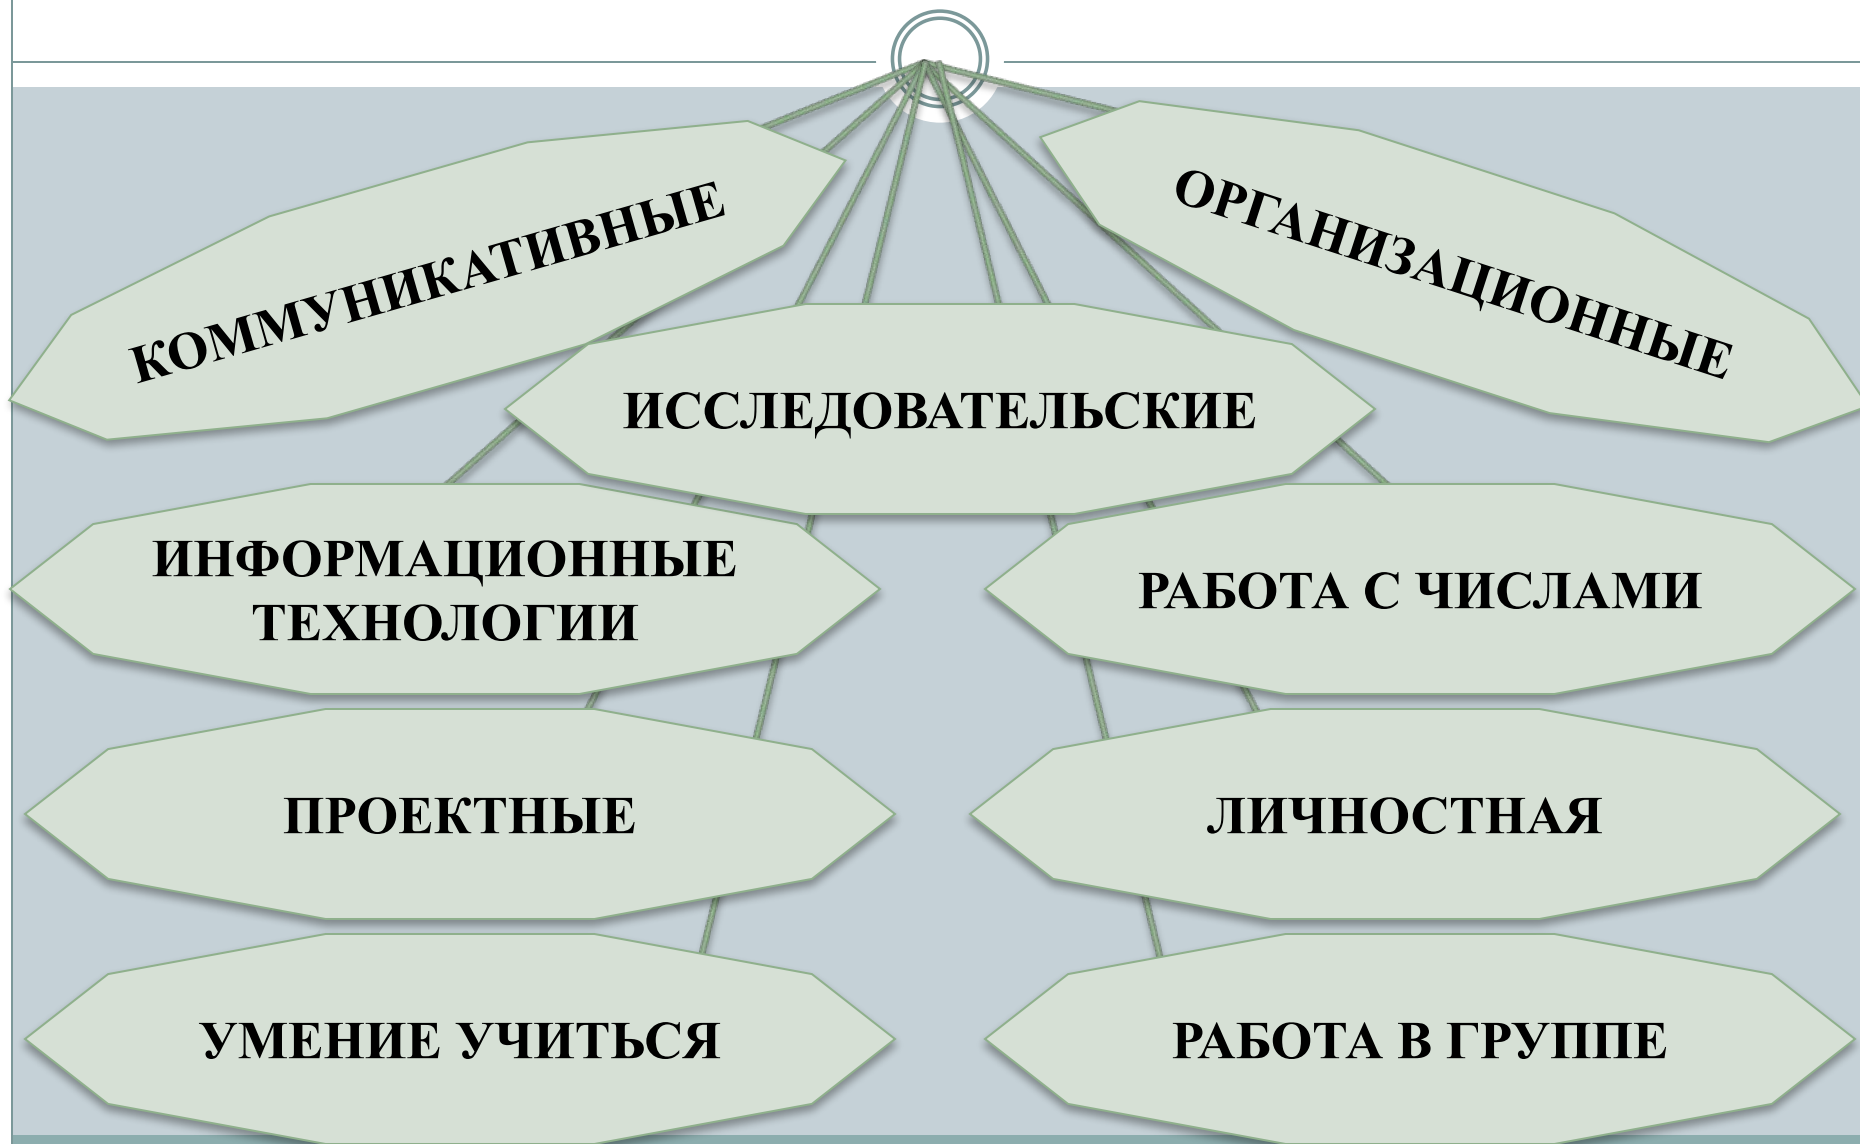 КОММУНИКАТИВНЫЕ
ОРГАНИЗАЦИОННЫЕ
ИССЛЕДОВАТЕЛЬСКИЕ
ИНФОРМАЦИОННЫЕ
ТЕХНОЛОГИИ
РАБОТА С ЧИСЛАМИ
ПРОЕКТНЫЕ
ЛИЧНОСТНАЯ
УМЕНИЕ УЧИТЬСЯ
РАБОТА В ГРУППЕ